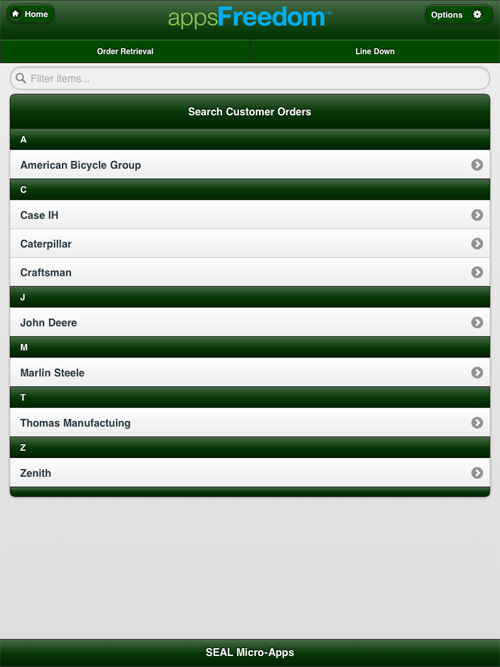 Home
appsFreedom™
Options
Order Retrieval
Line Down
Filter items...
Search Customer Orders
A
American Bicycle Group
C
Case IH
Caterpillar
Craftsman
J
John Deere
M
Marlin Steele
T
Thomas Manufactuing
Z
Zenith
SEAL Micro-Apps